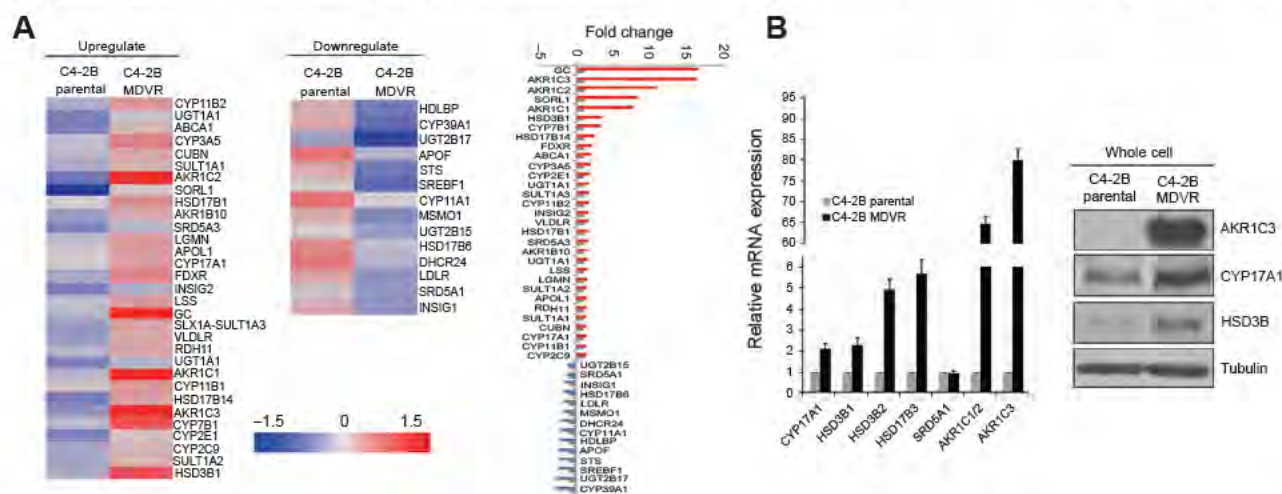 A
Upregulate
C4-2B parental
C4-2B MDVR
CYP11B2
UGT1A1
ABCA1
CYP3A5
CUBN
SULT1A1
AKR1C2
SORL1
HSD17B1
AKR1B10
SRD5A3
LGMN
APOL1
CYP17A1
FDXR
INSIG2
LSS
GC
SLX1A-SULT1A3
VLDLR
RDH11
UGT1A1
AKR1C1
CYP11B1
HSD17B14
AKR1C3
CYP7B1
CYP2E1
CYP2C9
SULT1A2
HSD3B1
Downregulate
C4-2B parental
C4-2B MDVR
HDLBP
CYP39A1
UGT2B17
APOF
STS
SREBF1
CYP11A1
MSMO1
UGT2B15
HSD17B6
DHCR24
LDLR
SRD5A1
INSIG1
−1.5 0 1.5
Fold change
−5 0 5 10 15 20
GC
AKR1C3
AKR1C2
SORL1
AKR1C1
HSD3B1
CYP7B1
HSD17B14
FDXR
ABCA1
CYP3A5
CYP2E1
UGT1A1
SULT1A3
CYP11B2
INSIG2
VLDLR
HSD17B1
SRD5A3
AKR1B10
UGT1A1
LSS
LGMN
SULT1A2
APOL1
RDH11
SULT1A1
CUBN
CYP17A1
CYP11B1
CYP2C9
UGT2B15
SRD5A1
INSIG1
HSD17B6
LDLR
MSMO1
DHCR24
CYP11A1
HDLBP
APOF
STS
SREBF1
UGT2B17
CYP39A1
B
Relative mRNA expression
95
90
85
80
75
70
65
60
6
5
4
3
2
1
0
C4-2B parental
C4-2B MDVR
CYP17A1
HSD3B1
HSD3B2
HSD17B3
SRD5A1
AKR1C1/2
AKR1C3
Whole cell
C4-2B parental
C4-2B MDVR
AKR1C3
CYP17A1
HSD3B
Tubulin